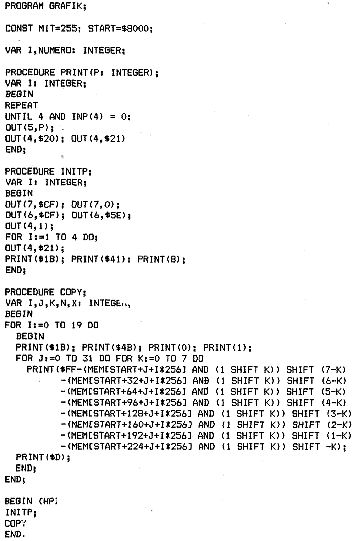 PROGRAM GRAFIK;
CONST MIT=255; START=$8000;
VAR I,NUMERO: INTEGER;
PROCEDURE PRINT(P: INTEGER);
VAR I: INTEGER;
BEGIN
REPEAT
UNTIL 4 AND INP(4) = 0;
OUT(5,P);
OUT(4,$20); OUT(4,$21)
END;
PROCEDURE INITP;
VAR I: INTEGER;
BEGIN
OUT(7,$CF); OUT(7,0);
OUT(6,$CF); OUT(6,$5E);
OUT(4,1);
FOR I:=1 TO 4 DO;
OUT(4,$21);
PRINT($1B); PRINT($41); PRINT(8);
END;
PROCEDURE COPY;
VAR I,J,K,N,X: INTEGE
BEGIN
FOR I:=0 TO 19 DO
BEGIN
PRINT($1B); PRINT($4B); PRINT(0); PRINT(1);
FOR J:=0 TO 31 DO FOR K:=0 TO 7 DO
PRINT($FF-(MEM[START+J+I*256] AND (1 SHIFT K)) SHIFT (7-K)
-(MEM[START+32+J+I*256] AND (1 SHIFT K)) SHIFT (6-K)
-(MEM[START+64+J+I*256] AND (1 SHIFT K)) SHIFT (5-K)
-(MEM[START+96+J+I*256] AND (1 SHIFT K)) SHIFT (4-K)
-(MEM[START+128+J+I*256] AND (1 SHIFT K)) SHIFT (3-K)
-(MEM[START+160+J+I*256] AND (1 SHIFT K)) SHIFT (2-K)
-(MEM[START+192+J+I*256] AND (1 SHIFT K)) SHIFT (1-K)
-(MEM[START+224+J+I*256] AND (1 SHIFT K)) SHIFT -K);
PRINT($D);
END;
END;
BEGIN (HP)
INITP;
COPY
END.